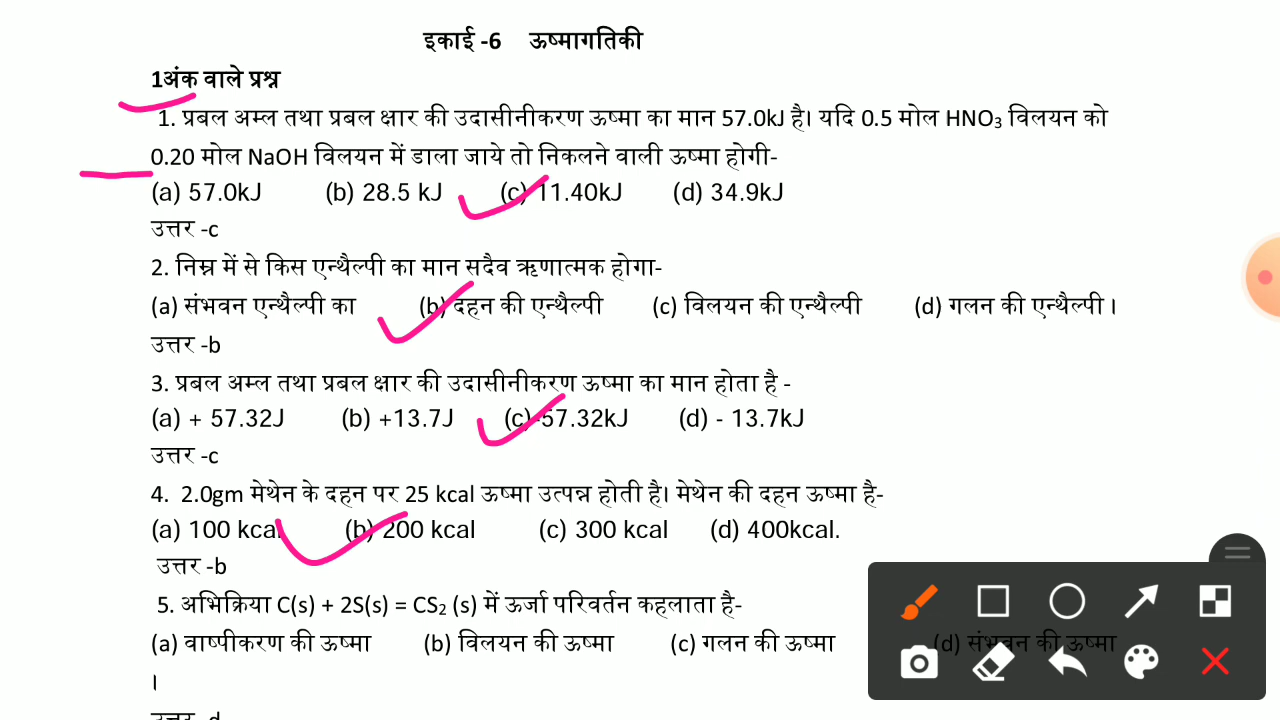 इकाई -6 ऊष्मागतिकी
1अंक वाले प्रश्न
1. प्रबल अम्ल तथा प्रबल क्षार की उदासीनीकरण ऊष्मा का मान 57.0kJ है। यदि 0.5 मोल HNO₃ विलयन को
0.20 मोल NaOH विलयन में डाला जाये तो निकलने वाली ऊष्मा होगी-
(a) 57.0kJ (b) 28.5 kJ (c) 11.40kJ (d) 34.9kJ
उत्तर -c
2. निम्न में से किस एन्थैल्पी का मान सदैव ऋणात्मक होगा-
(a) संभवन एन्थैल्पी का (b) दहन की एन्थैल्पी (c) विलयन की एन्थैल्पी (d) गलन की एन्थैल्पी ।
उत्तर -b
3. प्रबल अम्ल तथा प्रबल क्षार की उदासीनीकरण ऊष्मा का मान होता है -
(a) + 57.32J (b) +13.7J (c) -57.32kJ (d) - 13.7kJ
उत्तर -c
4. 2.0gm मेथेन के दहन पर 25 kcal ऊष्मा उत्पन्न होती है। मेथेन की दहन ऊष्मा है-
(a) 100 kcal (b) 200 kcal (c) 300 kcal (d) 400kcal.
उत्तर -b
5. अभिक्रिया C(s) + 2S(s) = CS₂ (s) में ऊर्जा परिवर्तन कहलाता है-
(a) वाष्पीकरण की ऊष्मा (b) विलयन की ऊष्मा (c) गलन की ऊष्मा (d) संभवन की ऊष्मा
।
उत्तर -d